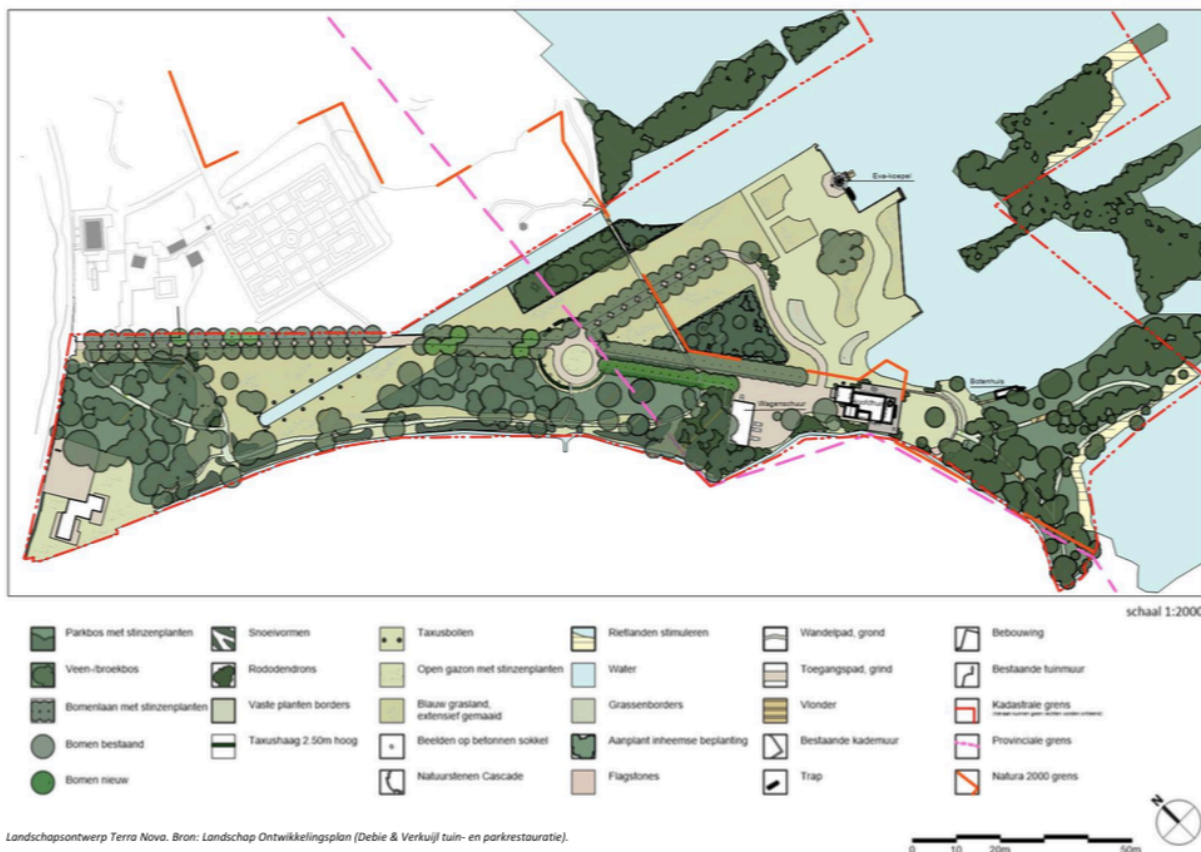 Eva-koepel
Botenhuis
Wagenschuur
Hoofdhuis
schaal 1:2000
Parkbos met stinzenplanten
Snoeivormen
Taxusbollen
Rietlanden stimuleren
Wandelpad, grond
Bebouwing
Veen-/broekbos
Rododendrons
Open gazon met stinzenplanten
Water
Toegangspad, grind
Bestaande tuinmuur
Bomenlaan met stinzenplanten
Vaste planten borders
Blauw grasland,
extensief gemaaid
Grassenborders
Vlonder
Kadastrale grens
Bomen bestaand
Taxushaag 2.50m hoog
Beelden op betonnen sokkel
Aanplant inheemse beplanting
Bestaande kademuur
Provinciale grens
Bomen nieuw
Natuurstenen Cascade
Flagstones
Trap
Natura 2000 grens
N
Landschapsontwerp Terra Nova. Bron: Landschap Ontwikkelingsplan (Debie & Verkuijl tuin- en parkrestauratie).
0 10 20m 50m